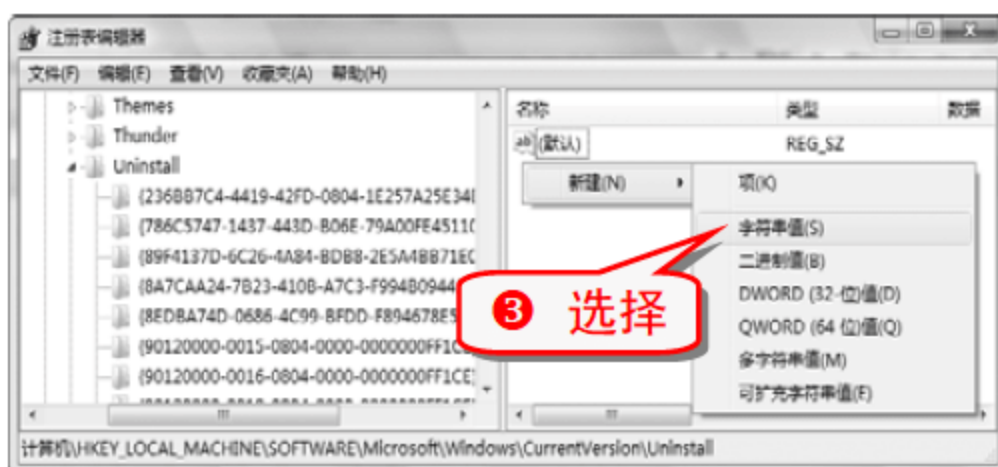 注册表编辑器
文件(F) 编辑(E) 查看(V) 收藏夹(A) 帮助(H)
Themes
Thunder
Uninstall
{236BB7C4-4419-42FD-0804-1E257A25E34
{786C5747-1437-443D-B06E-79A00FE4511
{89F4137D-6C26-4A84-BDB8-2E5A4BB71EC
{8A7CAA24-7B23-410B-A7C3-F994B0944
{8EDBA74D-0686-4C99-BFDD-F894678E5
{90120000-0015-0804-0000-0000000FF1CE
{90120000-0016-0804-0000-0000000FF1CE}
名称 类型 数据
ab (默认) REG_SZ
新建(N)
项(K)
字符串值(S)
二进制值(B)
DWORD (32-位)值(D)
QWORD (64 位)值(Q)
多字符串值(M)
可扩充字符串值(E)
❸ 选择
计算机\HKEY_LOCAL_MACHINE\SOFTWARE\Microsoft\Windows\CurrentVersion\Uninstall